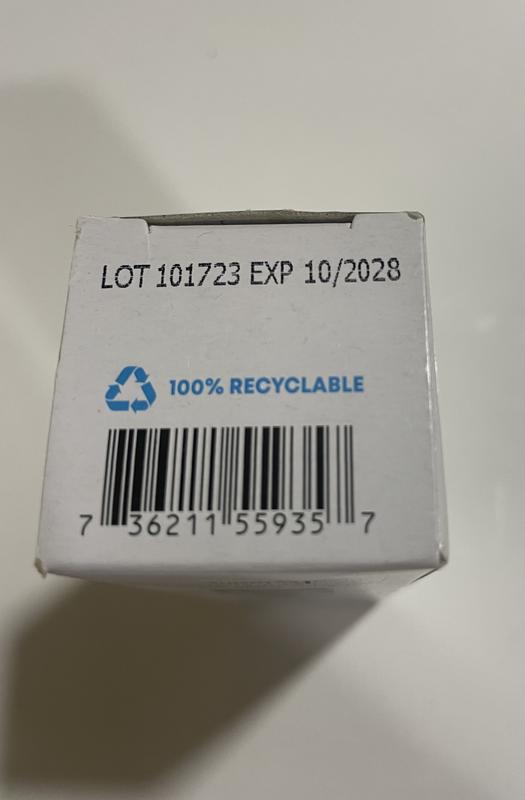 LOT 101723 EXP 10/2028
100% RECYCLABLE
7 36211 55935 7